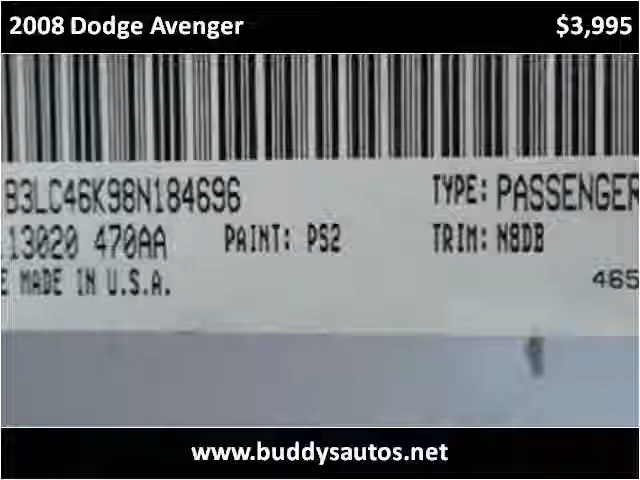 2008 Dodge Avenger $3,995
B3LC46K98N184696 TYPE: PASSENGER
13020 470AA PAINT: PS2 TRIM: N8DB
E MADE IN U.S.A.
465
www.buddysautos.net